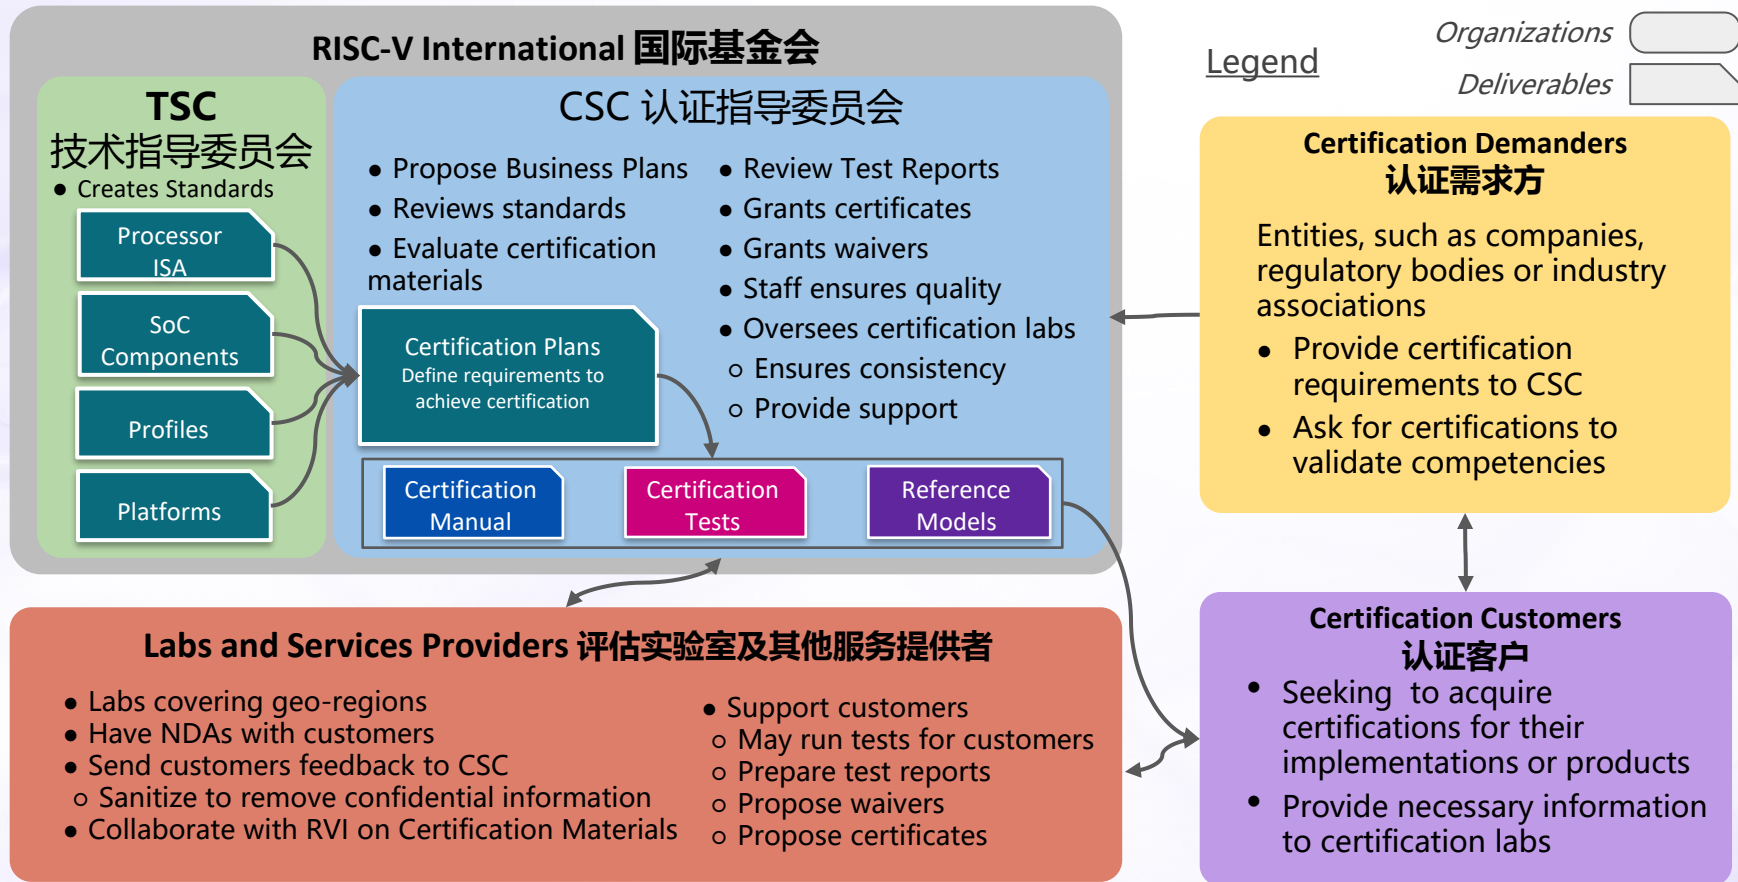 RISC-V International 国际基金会
TSC
技术指导委员会
● Creates Standards
Processor
ISA
SoC
Components
Profiles
Platforms
CSC 认证指导委员会
● Propose Business Plans
● Reviews standards
● Evaluate certification
materials
● Review Test Reports
● Grants certificates
● Grants waivers
● Staff ensures quality
● Oversees certification labs
○ Ensures consistency
○ Provide support
Certification Plans
Define requirements to
achieve certification
Certification
Manual
Certification
Tests
Reference
Models
Legend
Organizations
Deliverables
Certification Demanders
认证需求方
Entities, such as companies,
regulatory bodies or industry
associations
● Provide certification
requirements to CSC
● Ask for certifications to
validate competencies
Labs and Services Providers 评估实验室及其他服务提供者
● Labs covering geo-regions
● Have NDAs with customers
● Send customers feedback to CSC
○ Sanitize to remove confidential information
● Collaborate with RVI on Certification Materials
● Support customers
○ May run tests for customers
○ Prepare test reports
○ Propose waivers
○ Propose certificates
Certification Customers
认证客户
• Seeking to acquire
certifications for their
implementations or products
• Provide necessary information
to certification labs